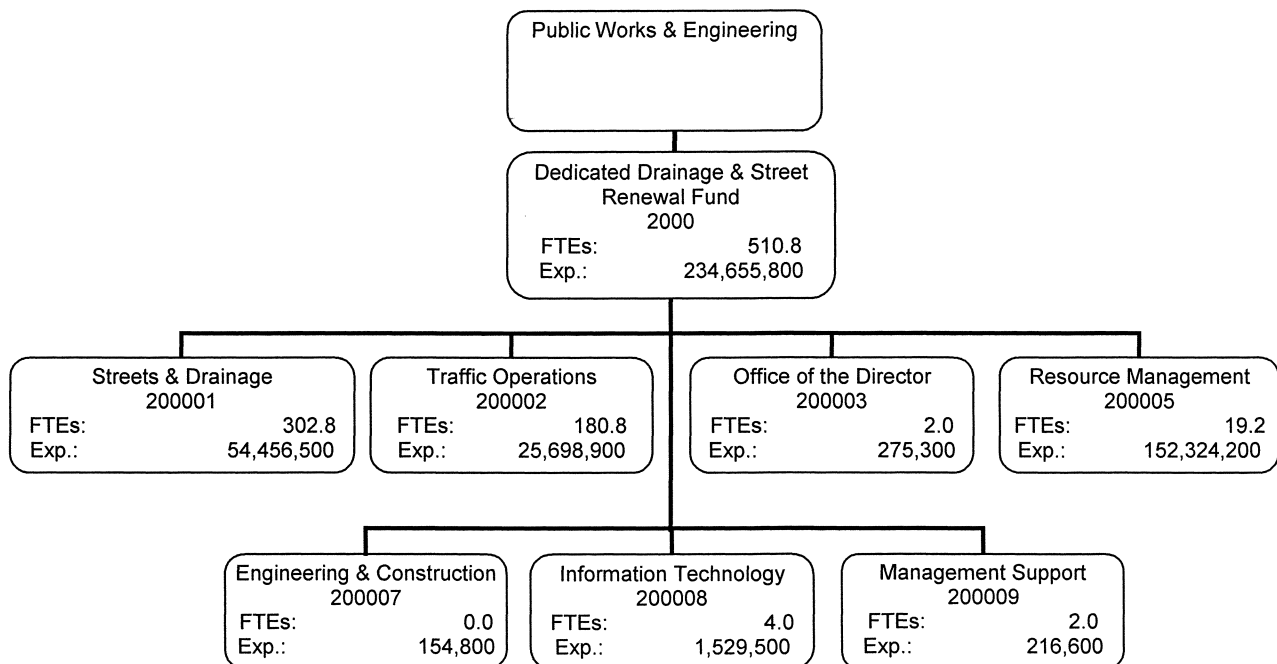 Public Works & Engineering
Dedicated Drainage & Street
Renewal Fund
2000
FTEs: 510.8
Exp.: 234,655,800
Streets & Drainage
200001
FTEs: 302.8
Exp.: 54,456,500
Traffic Operations
200002
FTEs: 180.8
Exp.: 25,698,900
Office of the Director
200003
FTEs: 2.0
Exp.: 275,300
Resource Management
200005
FTEs: 19.2
Exp.: 152,324,200
Engineering & Construction
200007
FTEs: 0.0
Exp.: 154,800
Information Technology
200008
FTEs: 4.0
Exp.: 1,529,500
Management Support
200009
FTEs: 2.0
Exp.: 216,600